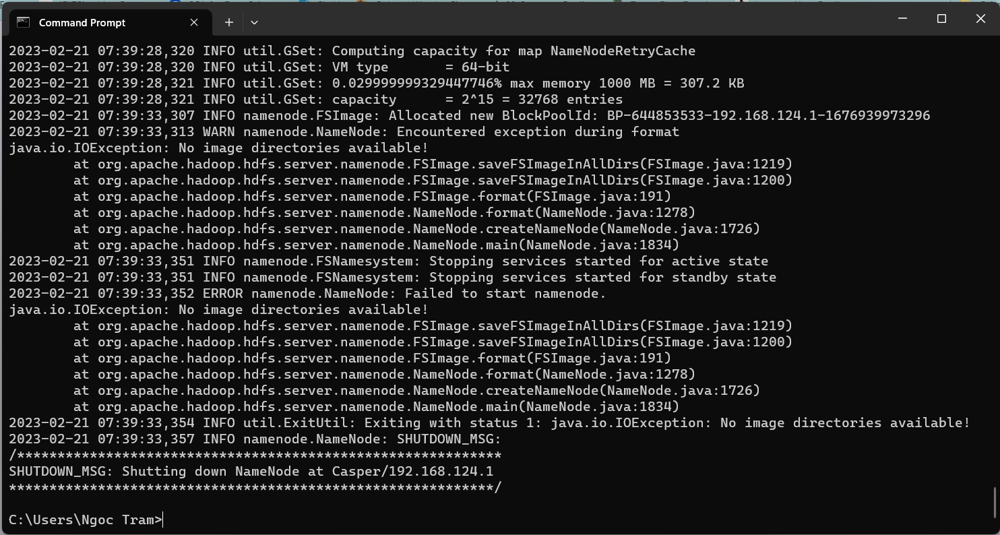 Command Prompt
2023-02-21 07:39:28,320 INFO util.GSet: Computing capacity for map NameNodeRetryCache
2023-02-21 07:39:28,320 INFO util.GSet: VM type       = 64-bit
2023-02-21 07:39:28,321 INFO util.GSet: 0.029999999329447746% max memory 1000 MB = 307.2 KB
2023-02-21 07:39:28,321 INFO util.GSet: capacity      = 2^15 = 32768 entries
2023-02-21 07:39:33,307 INFO namenode.FSImage: Allocated new BlockPoolId: BP-644853533-192.168.124.1-1676939973296
2023-02-21 07:39:33,313 WARN namenode.NameNode: Encountered exception during format
java.io.IOException: No image directories available!
        at org.apache.hadoop.hdfs.server.namenode.FSImage.saveFSImageInAllDirs(FSImage.java:1219)
        at org.apache.hadoop.hdfs.server.namenode.FSImage.saveFSImageInAllDirs(FSImage.java:1200)
        at org.apache.hadoop.hdfs.server.namenode.FSImage.format(FSImage.java:191)
        at org.apache.hadoop.hdfs.server.namenode.NameNode.format(NameNode.java:1278)
        at org.apache.hadoop.hdfs.server.namenode.NameNode.createNameNode(NameNode.java:1726)
        at org.apache.hadoop.hdfs.server.namenode.NameNode.main(NameNode.java:1834)
2023-02-21 07:39:33,351 INFO namenode.FSNamesystem: Stopping services started for active state
2023-02-21 07:39:33,351 INFO namenode.FSNamesystem: Stopping services started for standby state
2023-02-21 07:39:33,352 ERROR namenode.NameNode: Failed to start namenode.
java.io.IOException: No image directories available!
        at org.apache.hadoop.hdfs.server.namenode.FSImage.saveFSImageInAllDirs(FSImage.java:1219)
        at org.apache.hadoop.hdfs.server.namenode.FSImage.saveFSImageInAllDirs(FSImage.java:1200)
        at org.apache.hadoop.hdfs.server.namenode.FSImage.format(FSImage.java:191)
        at org.apache.hadoop.hdfs.server.namenode.NameNode.format(NameNode.java:1278)
        at org.apache.hadoop.hdfs.server.namenode.NameNode.createNameNode(NameNode.java:1726)
        at org.apache.hadoop.hdfs.server.namenode.NameNode.main(NameNode.java:1834)
2023-02-21 07:39:33,354 INFO util.ExitUtil: Exiting with status 1: java.io.IOException: No image directories available!
2023-02-21 07:39:33,357 INFO namenode.NameNode: SHUTDOWN_MSG:
/************************************************************
SHUTDOWN_MSG: Shutting down NameNode at Casper/192.168.124.1
************************************************************/
C:\Users\Ngoc Tram>